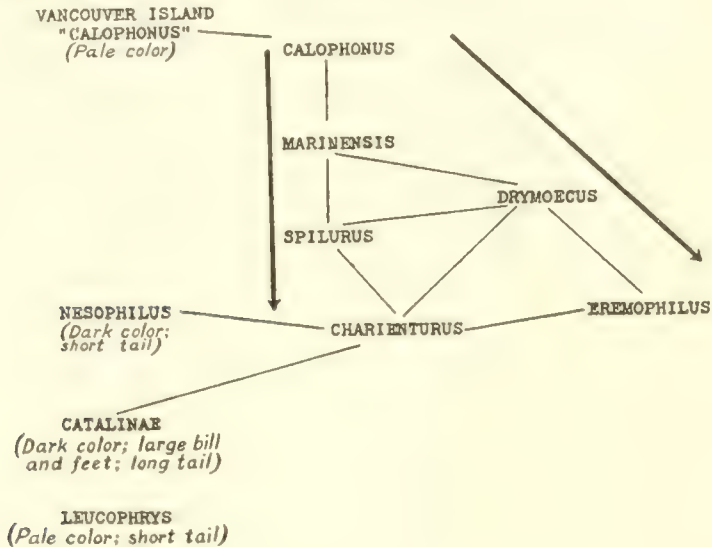 VANCOUVER ISLAND
"CALOPHONUS"
(Pale color)
CALOPHONUS
MARINENSIS
DRYMOECUS
SPILURUS
NESOPHILUS
(Dark color;
short tail)
CHARIENTURUS
EREMOPHILUS
CATALINAE
(Dark color; large bill
and feet; long tail)
LEUCOPHRYS
(Pale color; short tail)